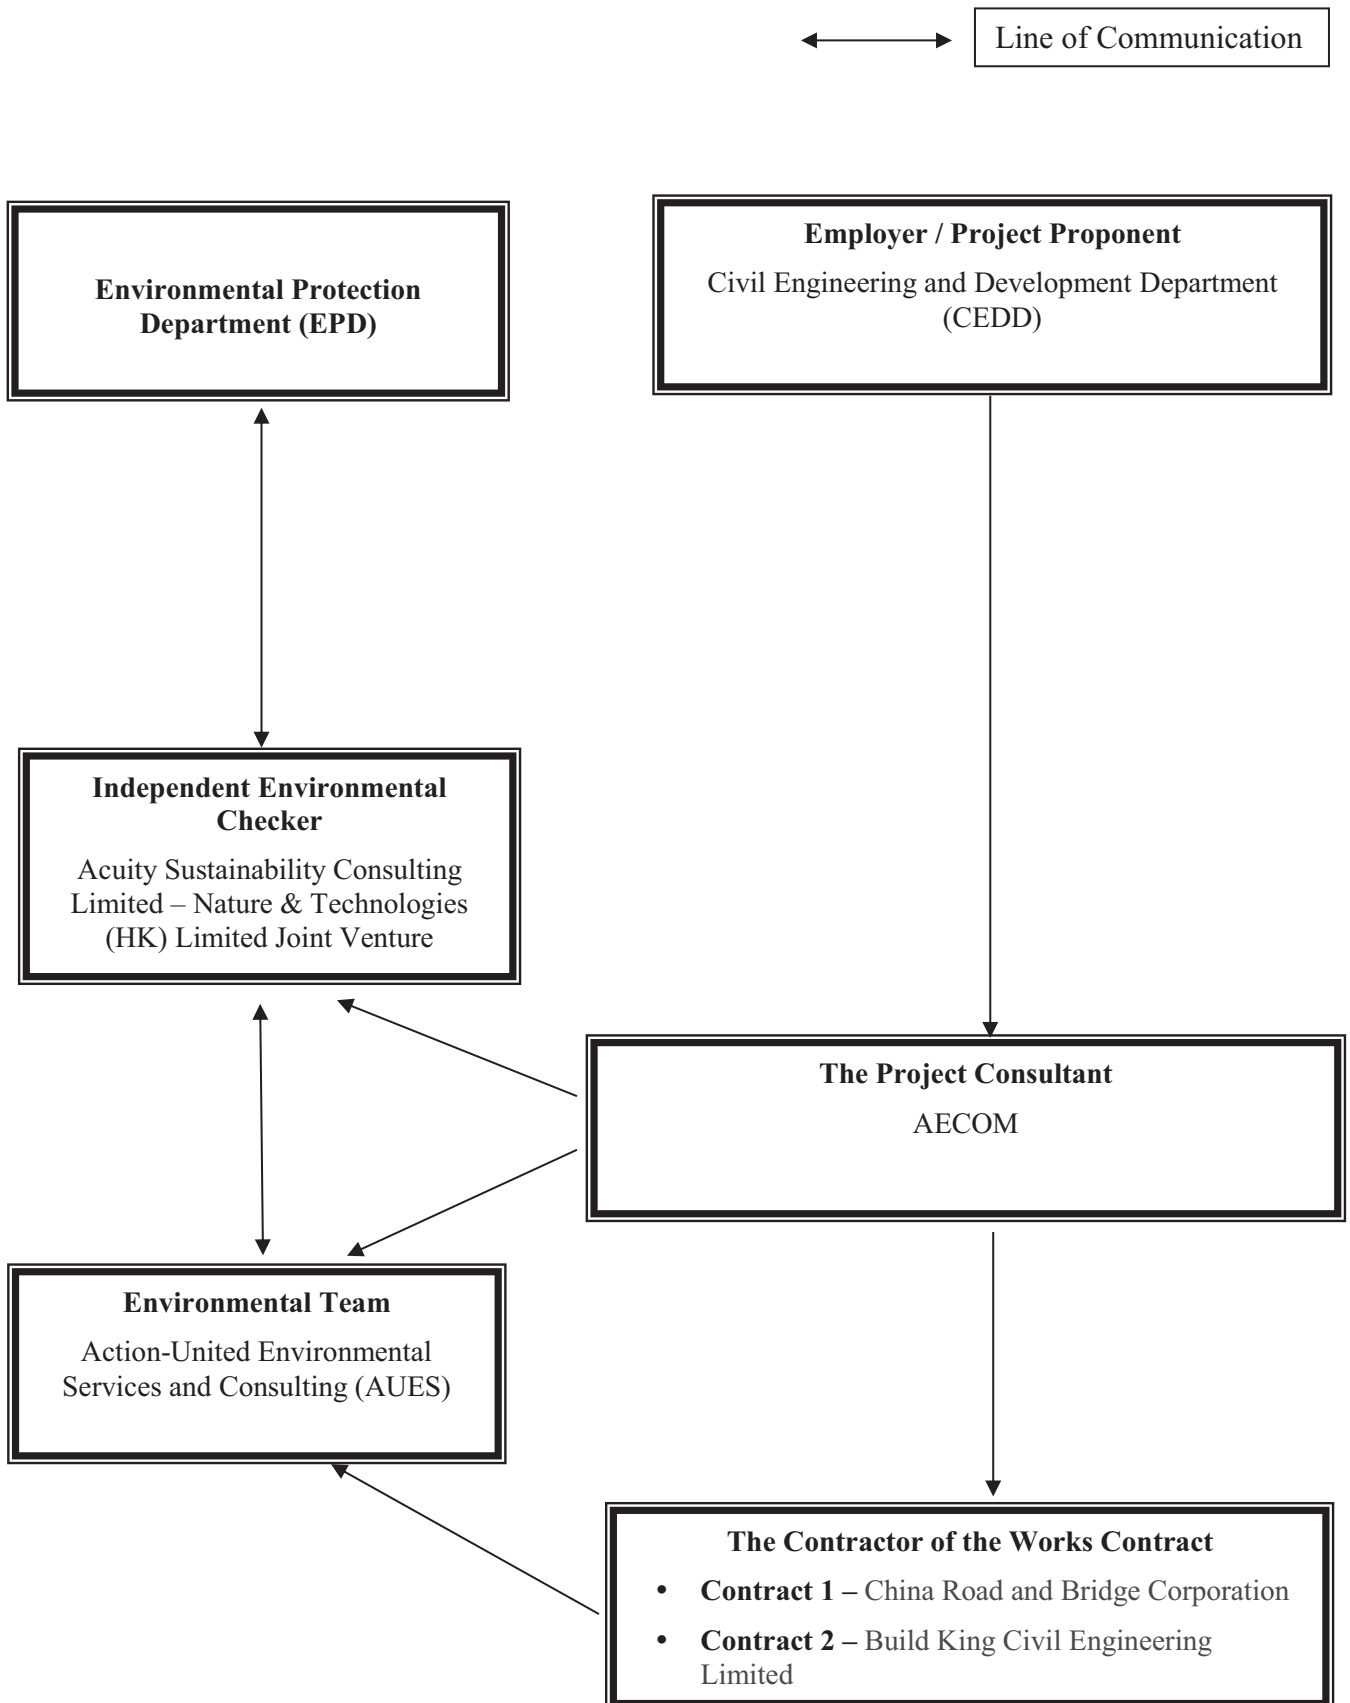 Line of Communication
Environmental Protection
Department (EPD)
Employer / Project Proponent
Civil Engineering and Development Department
(CEDD)
Independent Environmental
Checker
Acuity Sustainability Consulting
Limited – Nature & Technologies
(HK) Limited Joint Venture
The Project Consultant
AECOM
Environmental Team
Action-United Environmental
Services and Consulting (AUES)
The Contractor of the Works Contract
• Contract 1 – China Road and Bridge Corporation
• Contract 2 – Build King Civil Engineering
Limited